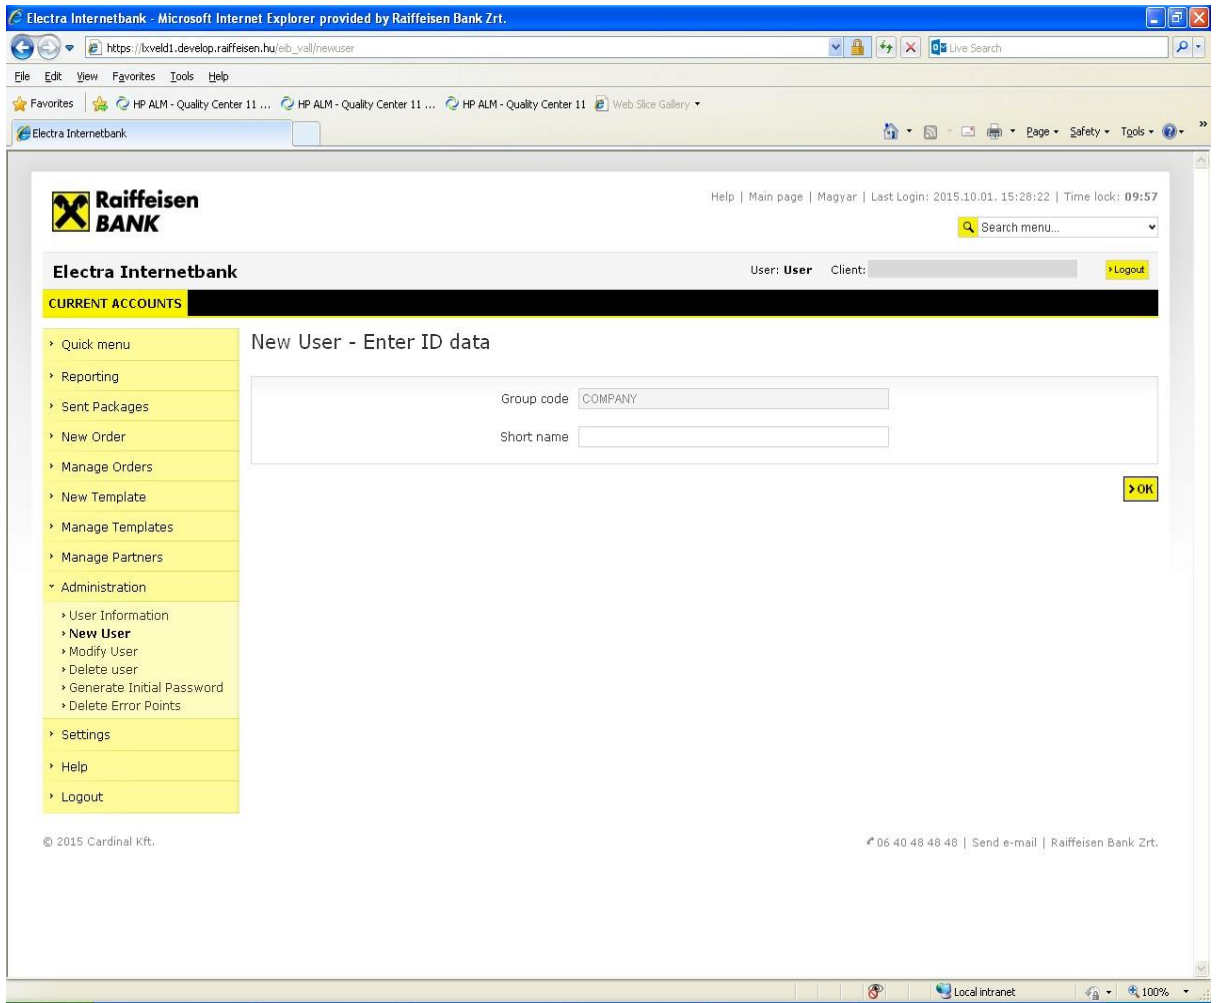 Electra Internetbank - Microsoft Internet Explorer provided by Raiffeisen Bank Zrt.
https://lxveld1.develop.raiffeisen.hu/eib_vall/newuser
Live Search
File Edit View Favorites Tools Help
Favorites HP ALM - Quality Center 11 ... HP ALM - Quality Center 11 ... HP ALM - Quality Center 11 Web Slice Gallery
Electra Internetbank
Page Safety Tools »
Raiffeisen
BANK
Help | Main page | Magyar | Last Login: 2015.10.01. 15:28:22 | Time lock: 09:57
Search menu...
Electra Internetbank
User: User Client:
Logout
CURRENT ACCOUNTS
Quick menu
Reporting
Sent Packages
New Order
Manage Orders
New Template
Manage Templates
Manage Partners
Administration
User Information
New User
Modify User
Delete user
Generate Initial Password
Delete Error Points
Settings
Help
Logout
New User - Enter ID data
Group code COMPANY
Short name
OK
© 2015 Cardinal Kft.
06 40 48 48 48 | Send e-mail | Raiffeisen Bank Zrt.
Local intranet
100%